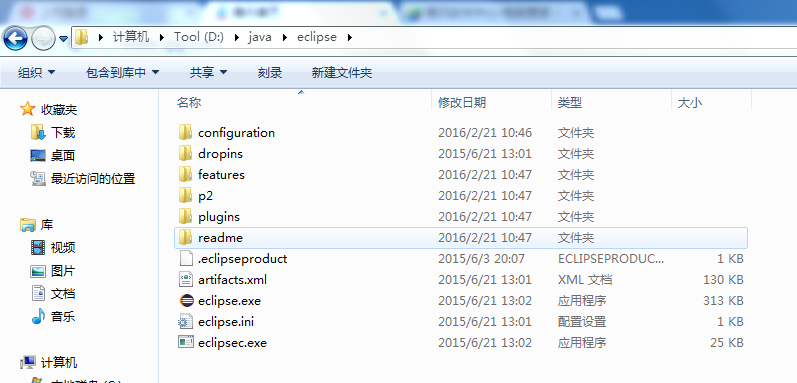 计算机 Tool (D:) java eclipse
组织 包含到库中 共享 刻录 新建文件夹
收藏夹
下载
桌面
最近访问的位置
库
视频
图片
文档
音乐
计算机
名称 修改日期 类型 大小
configuration 2016/2/21 10:46 文件夹
dropins 2015/6/21 13:01 文件夹
features 2016/2/21 10:47 文件夹
p2 2016/2/21 10:47 文件夹
plugins 2016/2/21 10:47 文件夹
readme 2016/2/21 10:47 文件夹
.eclipseproduct 2015/6/3 20:07 ECLIPSEPRODUC... 1 KB
artifacts.xml 2015/6/21 13:01 XML 文档 130 KB
eclipse.exe 2015/6/21 13:02 应用程序 313 KB
eclipse.ini 2015/6/21 13:01 配置设置 1 KB
eclipsec.exe 2015/6/21 13:02 应用程序 25 KB